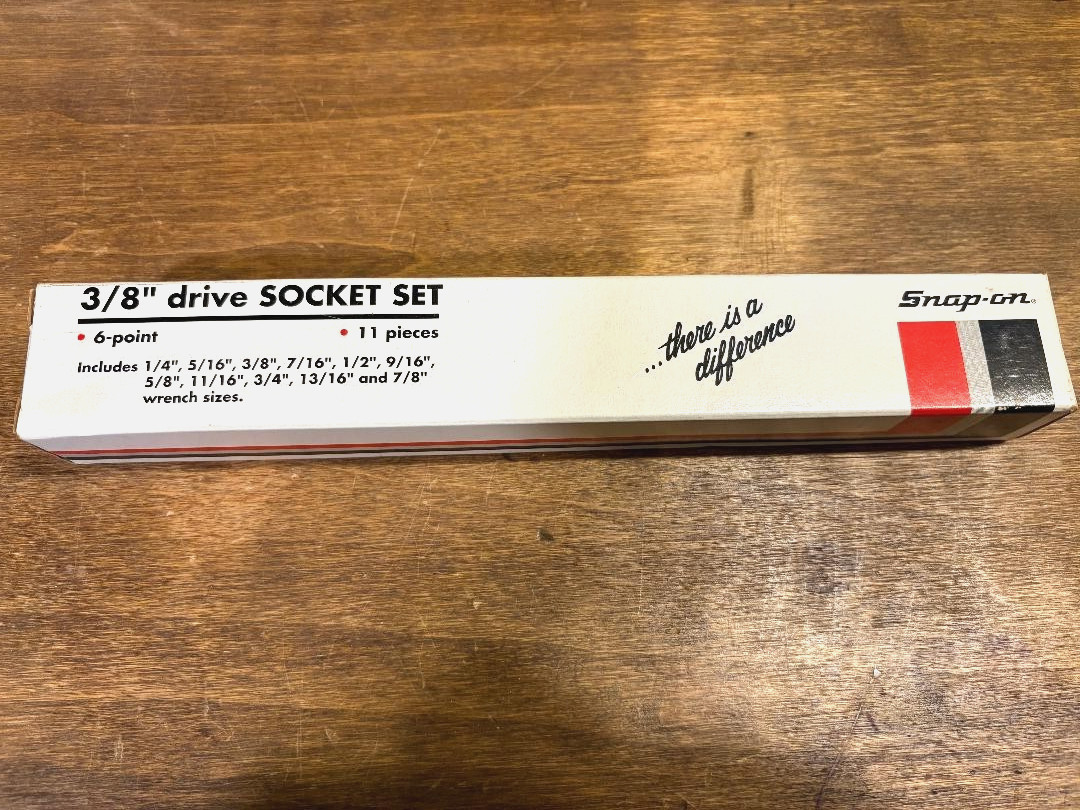 3/8" drive SOCKET SET
• 6-point • 11 pieces
Includes 1/4", 5/16", 3/8", 7/16", 1/2", 9/16",
5/8", 11/16", 3/4", 13/16" and 7/8"
wrench sizes.
...there is a
difference
Snap-on®